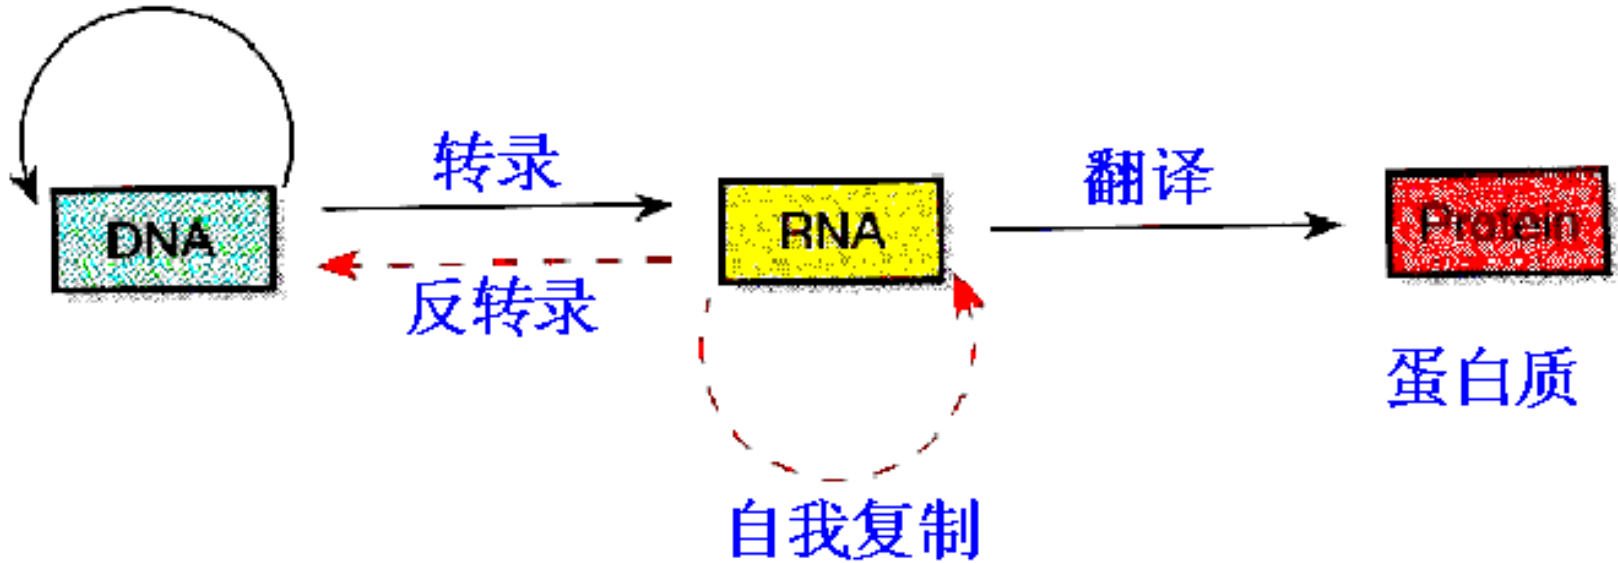 转录
翻译
DNA
RNA
Protein
反转录
蛋白质
自我复制